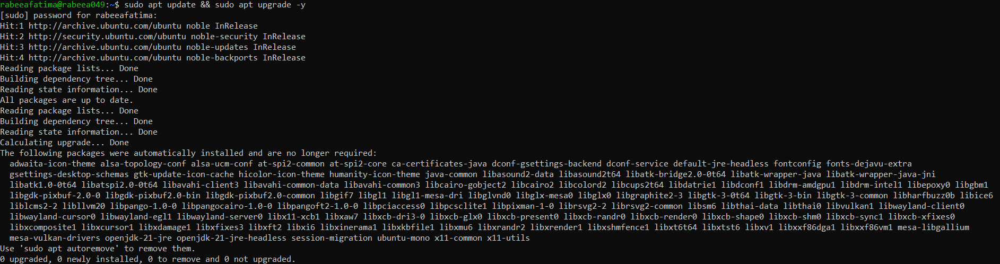 rabeeafatima@rabeea049:~$ sudo apt update && sudo apt upgrade -y
[sudo] password for rabeeafatima:
Hit:1 http://archive.ubuntu.com/ubuntu noble InRelease
Hit:2 http://security.ubuntu.com/ubuntu noble-security InRelease
Hit:3 http://archive.ubuntu.com/ubuntu noble-updates InRelease
Hit:4 http://archive.ubuntu.com/ubuntu noble-backports InRelease
Reading package lists... Done
Building dependency tree... Done
Reading state information... Done
All packages are up to date.
Reading package lists... Done
Building dependency tree... Done
Reading state information... Done
Calculating upgrade... Done
The following packages were automatically installed and are no longer required:
  adwaita-icon-theme alsa-topology-conf alsa-ucm-conf at-spi2-common at-spi2-core ca-certificates-java dconf-gsettings-backend dconf-service default-jre-headless fontconfig fonts-dejavu-extra
  gsettings-desktop-schemas gtk-update-icon-cache hicolor-icon-theme humanity-icon-theme java-common libasound2-data libasound2t64 libatk-bridge2.0-0t64 libatk-wrapper-java libatk-wrapper-java-jni
  libatk1.0-0t64 libatspi2.0-0t64 libavahi-client3 libavahi-common-data libavahi-common3 libcairo-gobject2 libcairo2 libcolord2 libcups2t64 libdatrie1 libdconf1 libdrm-amdgpu1 libdrm-intel1 libepoxy0 libgbm1
  libgdk-pixbuf-2.0-0 libgdk-pixbuf2.0-bin libgdk-pixbuf2.0-common libgif7 libgl1 libgl1-mesa-dri libglvnd0 libglx-mesa0 libglx0 libgraphite2-3 libgtk-3-0t64 libgtk-3-bin libgtk-3-common libharfbuzz0b libice6
  liblcms2-2 libllvm20 libpango-1.0-0 libpangocairo-1.0-0 libpangoft2-1.0-0 libpciaccess0 libpcsclite1 libpixman-1-0 librsvg2-2 librsvg2-common libsm6 libthai-data libthai0 libvulkan1 libwayland-client0
  libwayland-cursor0 libwayland-egl1 libwayland-server0 libx11-xcb1 libxaw7 libxcb-dri3-0 libxcb-glx0 libxcb-present0 libxcb-randr0 libxcb-render0 libxcb-shape0 libxcb-shm0 libxcb-sync1 libxcb-xfixes0
  libxcomposite1 libxcursor1 libxdamage1 libxfixes3 libxft2 libxi6 libxinerama1 libxkbfile1 libxmu6 libxrandr2 libxrender1 libxshmfence1 libxt6t64 libxtst6 libxv1 libxxf86dga1 libxxf86vm1 mesa-libgallium
  mesa-vulkan-drivers openjdk-21-jre openjdk-21-jre-headless session-migration ubuntu-mono x11-common x11-utils
Use 'sudo apt autoremove' to remove them.
0 upgraded, 0 newly installed, 0 to remove and 0 not upgraded.